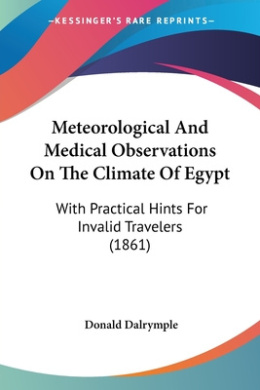 KESSINGER'S RARE REPRINTS
Meteorological And
Medical Observations
On The Climate Of Egypt
With Practical Hints For
Invalid Travelers
(1861)
Donald Dalrymple